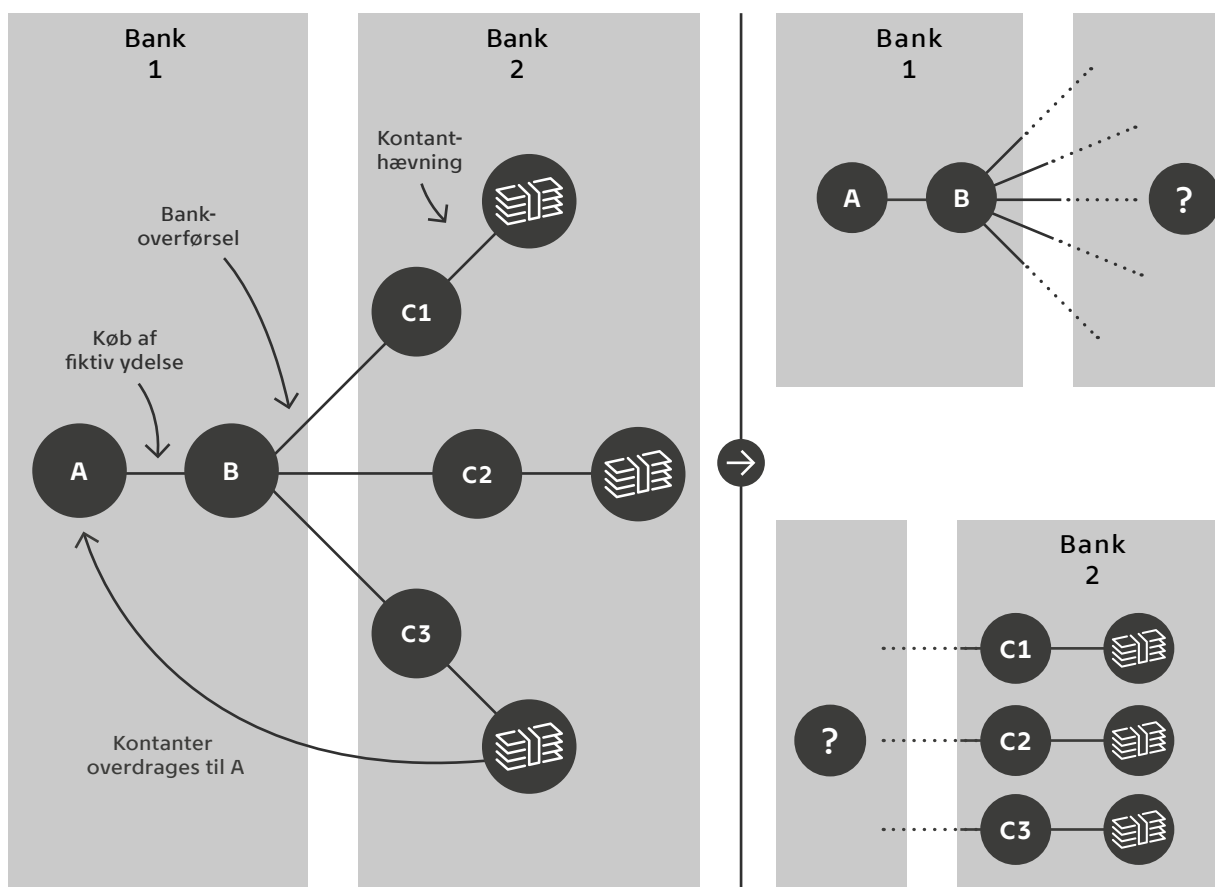 Bank
1
Bank
2
Kontant-
hævning
Bank-
overførsel
C1
Køb af
fiktiv ydelse
A
B
C2
C3
Kontanter
overdrages til A
Bank
1
A
B
?
Bank
2
C1
?
C2
C3